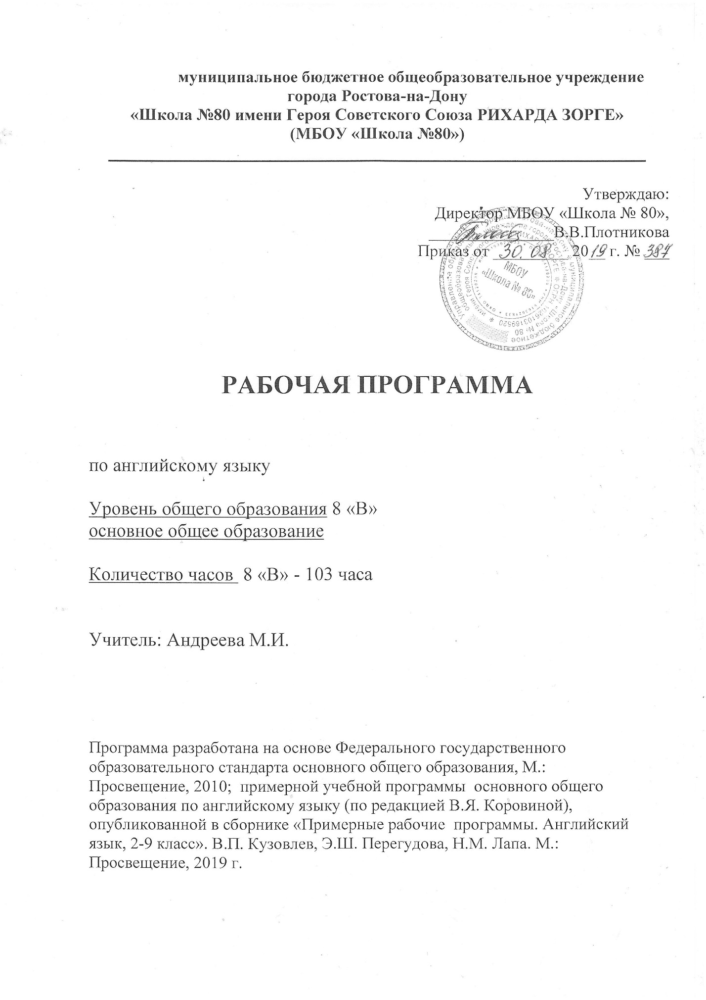 муниципальное бюджетное общеобразовательное учреждение
города Ростова-на-Дону
«Школа №80 имени Героя Советского Союза РИХАРДА ЗОРГЕ»
(МБОУ «Школа №80»)
Утверждаю:
Директор МБОУ «Школа № 80»,
В.В.Плотникова
Приказ от 30.08 2019 г. № 387
МБОУ
«Школа № 80»
РАБОЧАЯ ПРОГРАММА
по английскому языку
Уровень общего образования 8 «В»
основное общее образование
Количество часов 8 «В» - 103 часа
Учитель: Андреева М.И.
Программа разработана на основе Федерального государственного
образовательного стандарта основного общего образования, М.:
Просвещение, 2010; примерной учебной программы основного общего
образования по английскому языку (по редакцией В.Я. Коровиной),
опубликованной в сборнике «Примерные рабочие программы. Английский
язык, 2-9 класс». В.П. Кузовлев, Э.Ш. Перегудова, Н.М. Лапа. М.:
Просвещение, 2019 г.